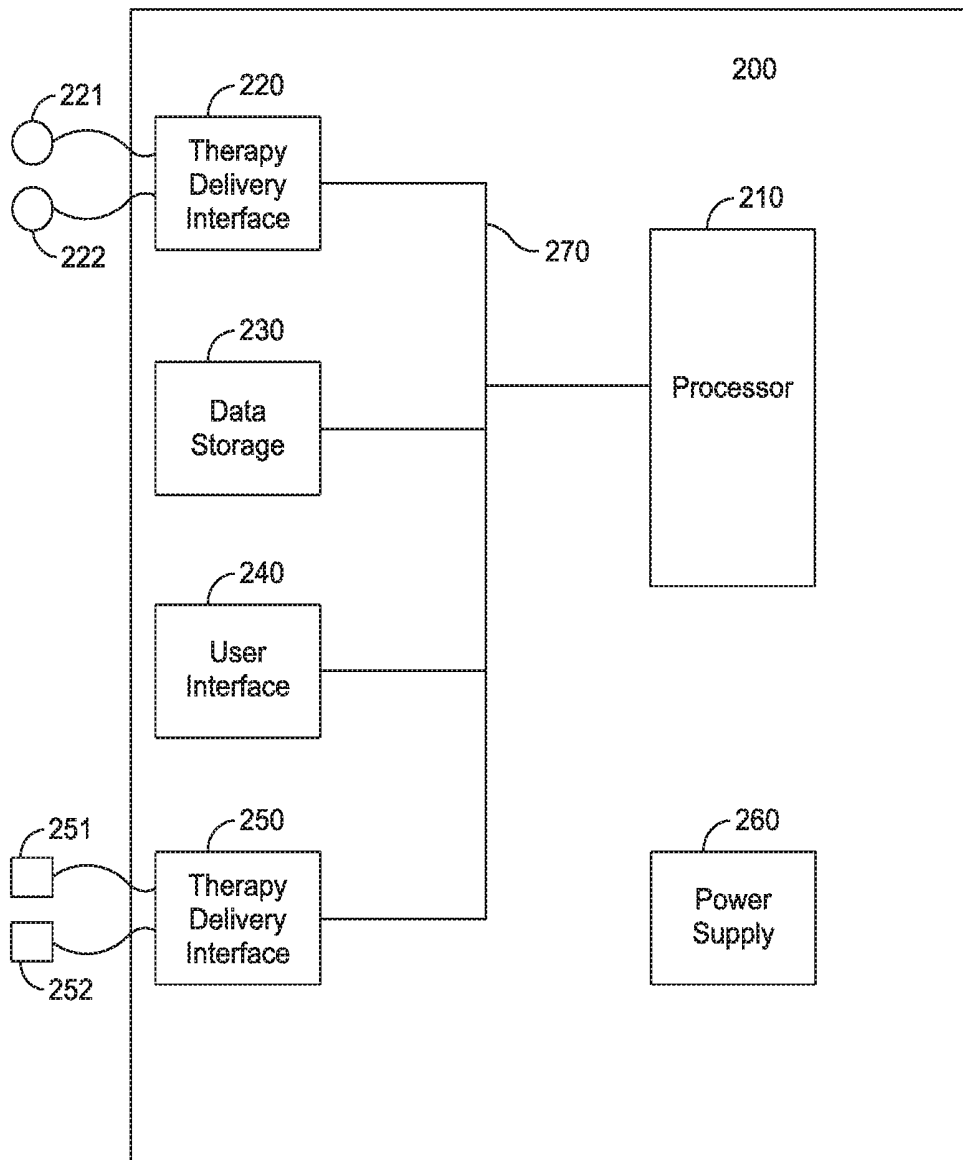 200
220
221
Therapy
Delivery
Interface
222
210
270
Processor
230
Data
Storage
240
User
Interface
251
250
Therapy
Delivery
Interface
252
260
Power
Supply